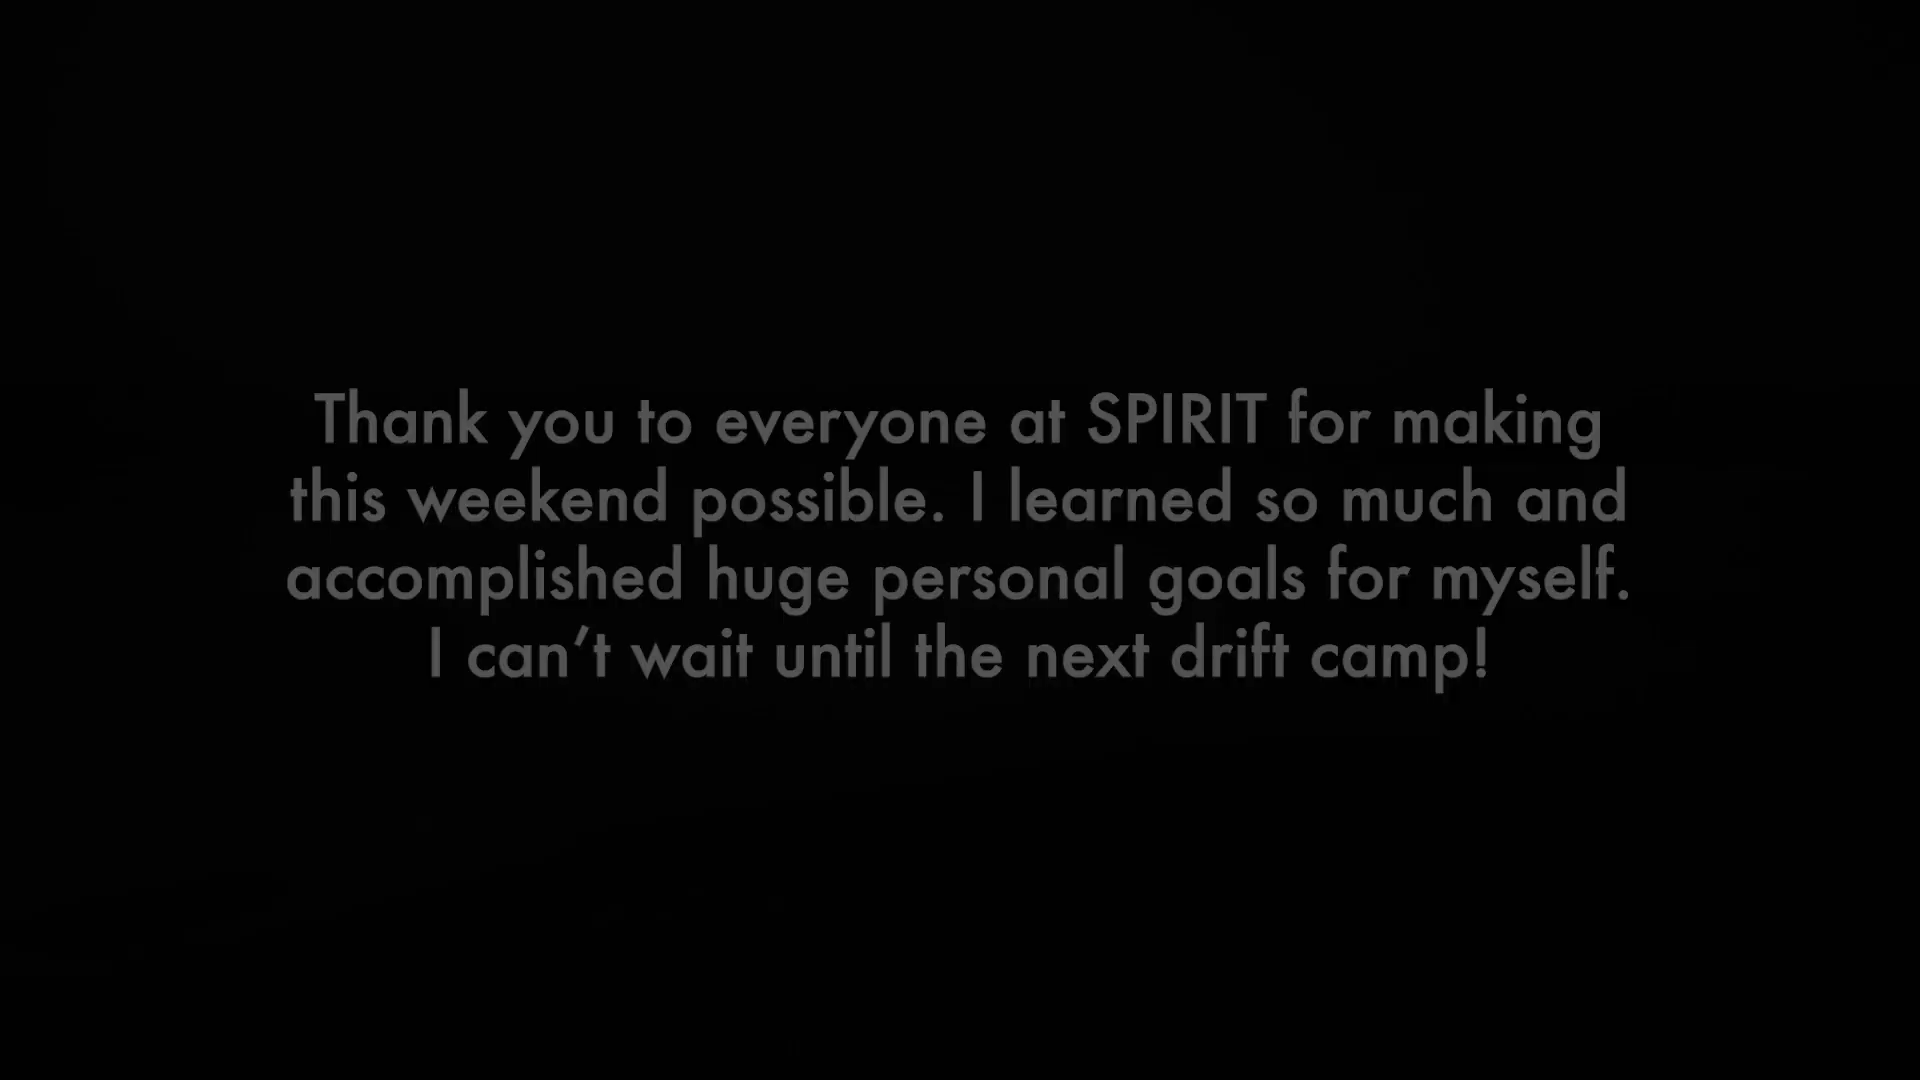 Thank you to everyone at SPIRIT for making
this weekend possible. I learned so much and
accomplished huge personal goals for myself.
I can’t wait until the next drift camp!